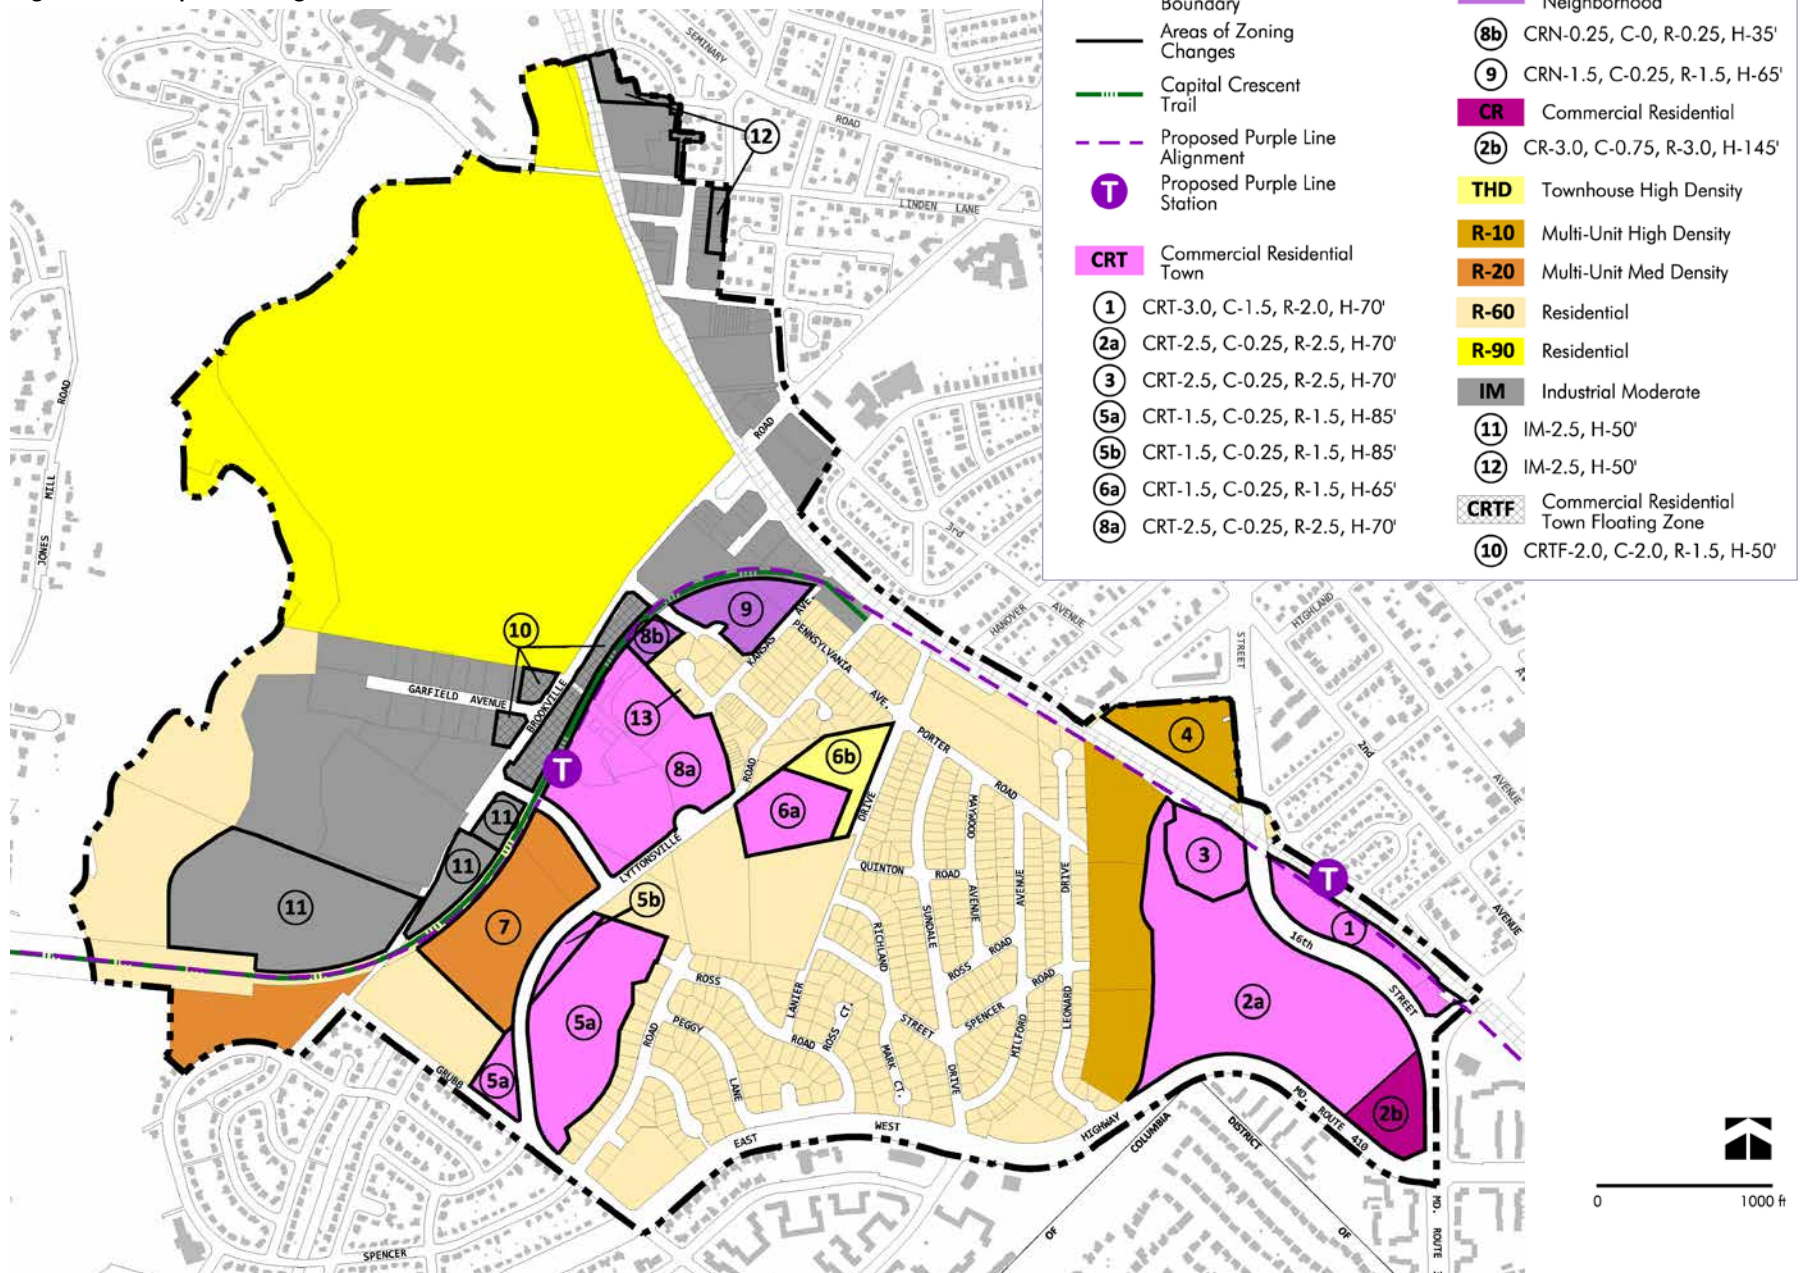 Boundary
Areas of Zoning
Changes
Capital Crescent
Trail
Proposed Purple Line
Alignment
T
Proposed Purple Line
Station
CRT
Commercial Residential
Town
1 CRT-3.0, C-1.5, R-2.0, H-70'
2a CRT-2.5, C-0.25, R-2.5, H-70'
3 CRT-2.5, C-0.25, R-2.5, H-70'
5a CRT-1.5, C-0.25, R-1.5, H-85'
5b CRT-1.5, C-0.25, R-1.5, H-85'
6a CRT-1.5, C-0.25, R-1.5, H-65'
8a CRT-2.5, C-0.25, R-2.5, H-70'
Neighborhood
8b CRN-0.25, C-0, R-0.25, H-35'
9 CRN-1.5, C-0.25, R-1.5, H-65'
CR Commercial Residential
2b CR-3.0, C-0.75, R-3.0, H-145'
THD Townhouse High Density
R-10 Multi-Unit High Density
R-20 Multi-Unit Med Density
R-60 Residential
R-90 Residential
IM Industrial Moderate
11 IM-2.5, H-50'
12 IM-2.5, H-50'
CRTF
Commercial Residential
Town Floating Zone
10 CRTF-2.0, C-2.0, R-1.5, H-50'
SEMINARY
ROAD
12
LINDEN LANE
ROAD
JONES MILL ROAD
3rd
HANOVER AVENUE
HIGHLAND
STREET
2nd
AVENUE
AVENUE
10
8b
9
KANSAS AVE.
PENNSYLVANIA AVE.
GARFIELD AVENUE
BROOKVILLE
13
8a
T
ROAD
6b
6a
DRIVE
PORTER ROAD
4
LYTTONSVILLE
11
11
11
7
5b
5a
5a
QUINTON ROAD
MAYWOOD AVENUE
AVENUE
DRIVE
SUNDALE
RICHLAND
ROSS ROAD
SPENCER ROAD
MILFORD
LEONARD
LANIER
ROSS
ROAD
PEGGY
LANE
ROAD
ROSS CT.
STREET
MARK CT.
DRIVE
GRUBB
EAST WEST HIGHWAY
3
T
1
16th STREET
2a
2b
MD. ROUTE 410
DISTRICT OF
COLUMBIA OF
SPENCER
MD. ROUTE
0 1000 ft